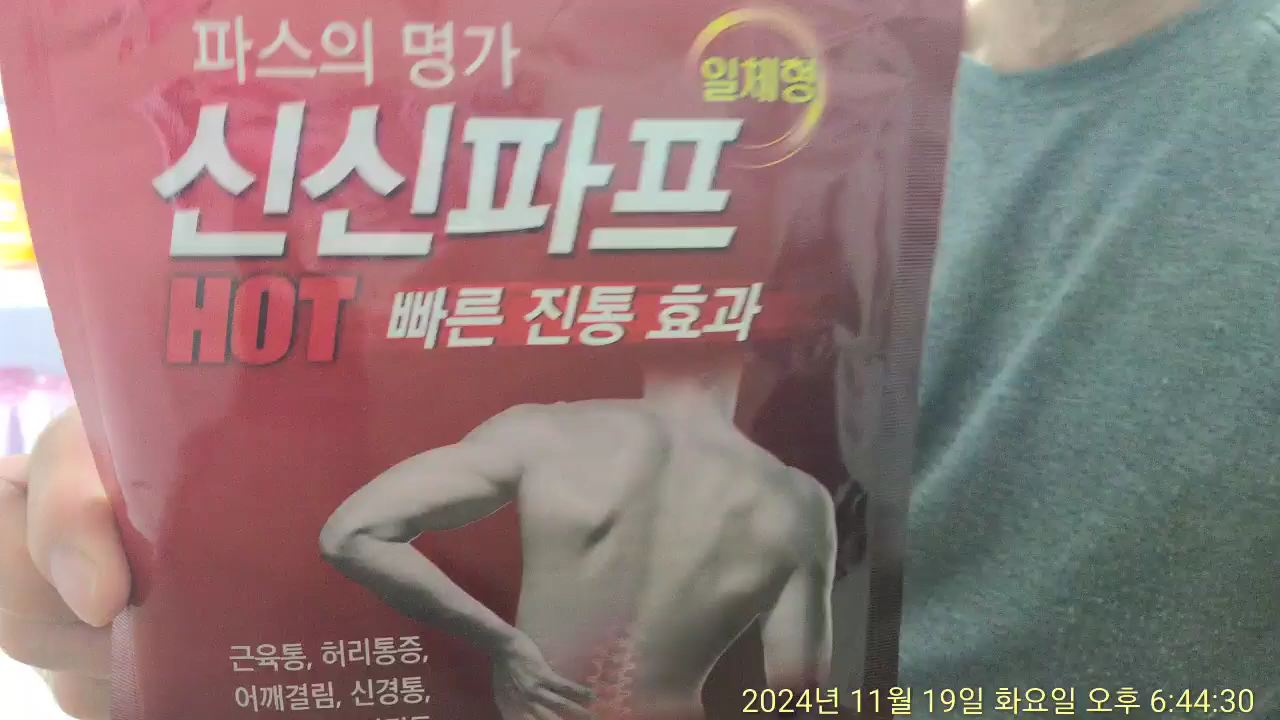 파스의 명가
일체형
신신파프
HOT 빠른 진통 효과
근육통, 허리통증,
어깨결림, 신경통,
2024년 11월 19일 화요일 오후 6:44:30